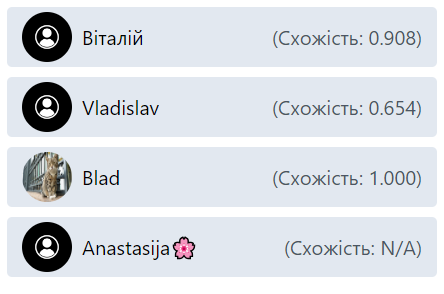 Віталій (Схожість: 0.908)
Vladislav (Схожість: 0.654)
Blad (Схожість: 1.000)
Anastasija🌸 (Схожість: N/A)